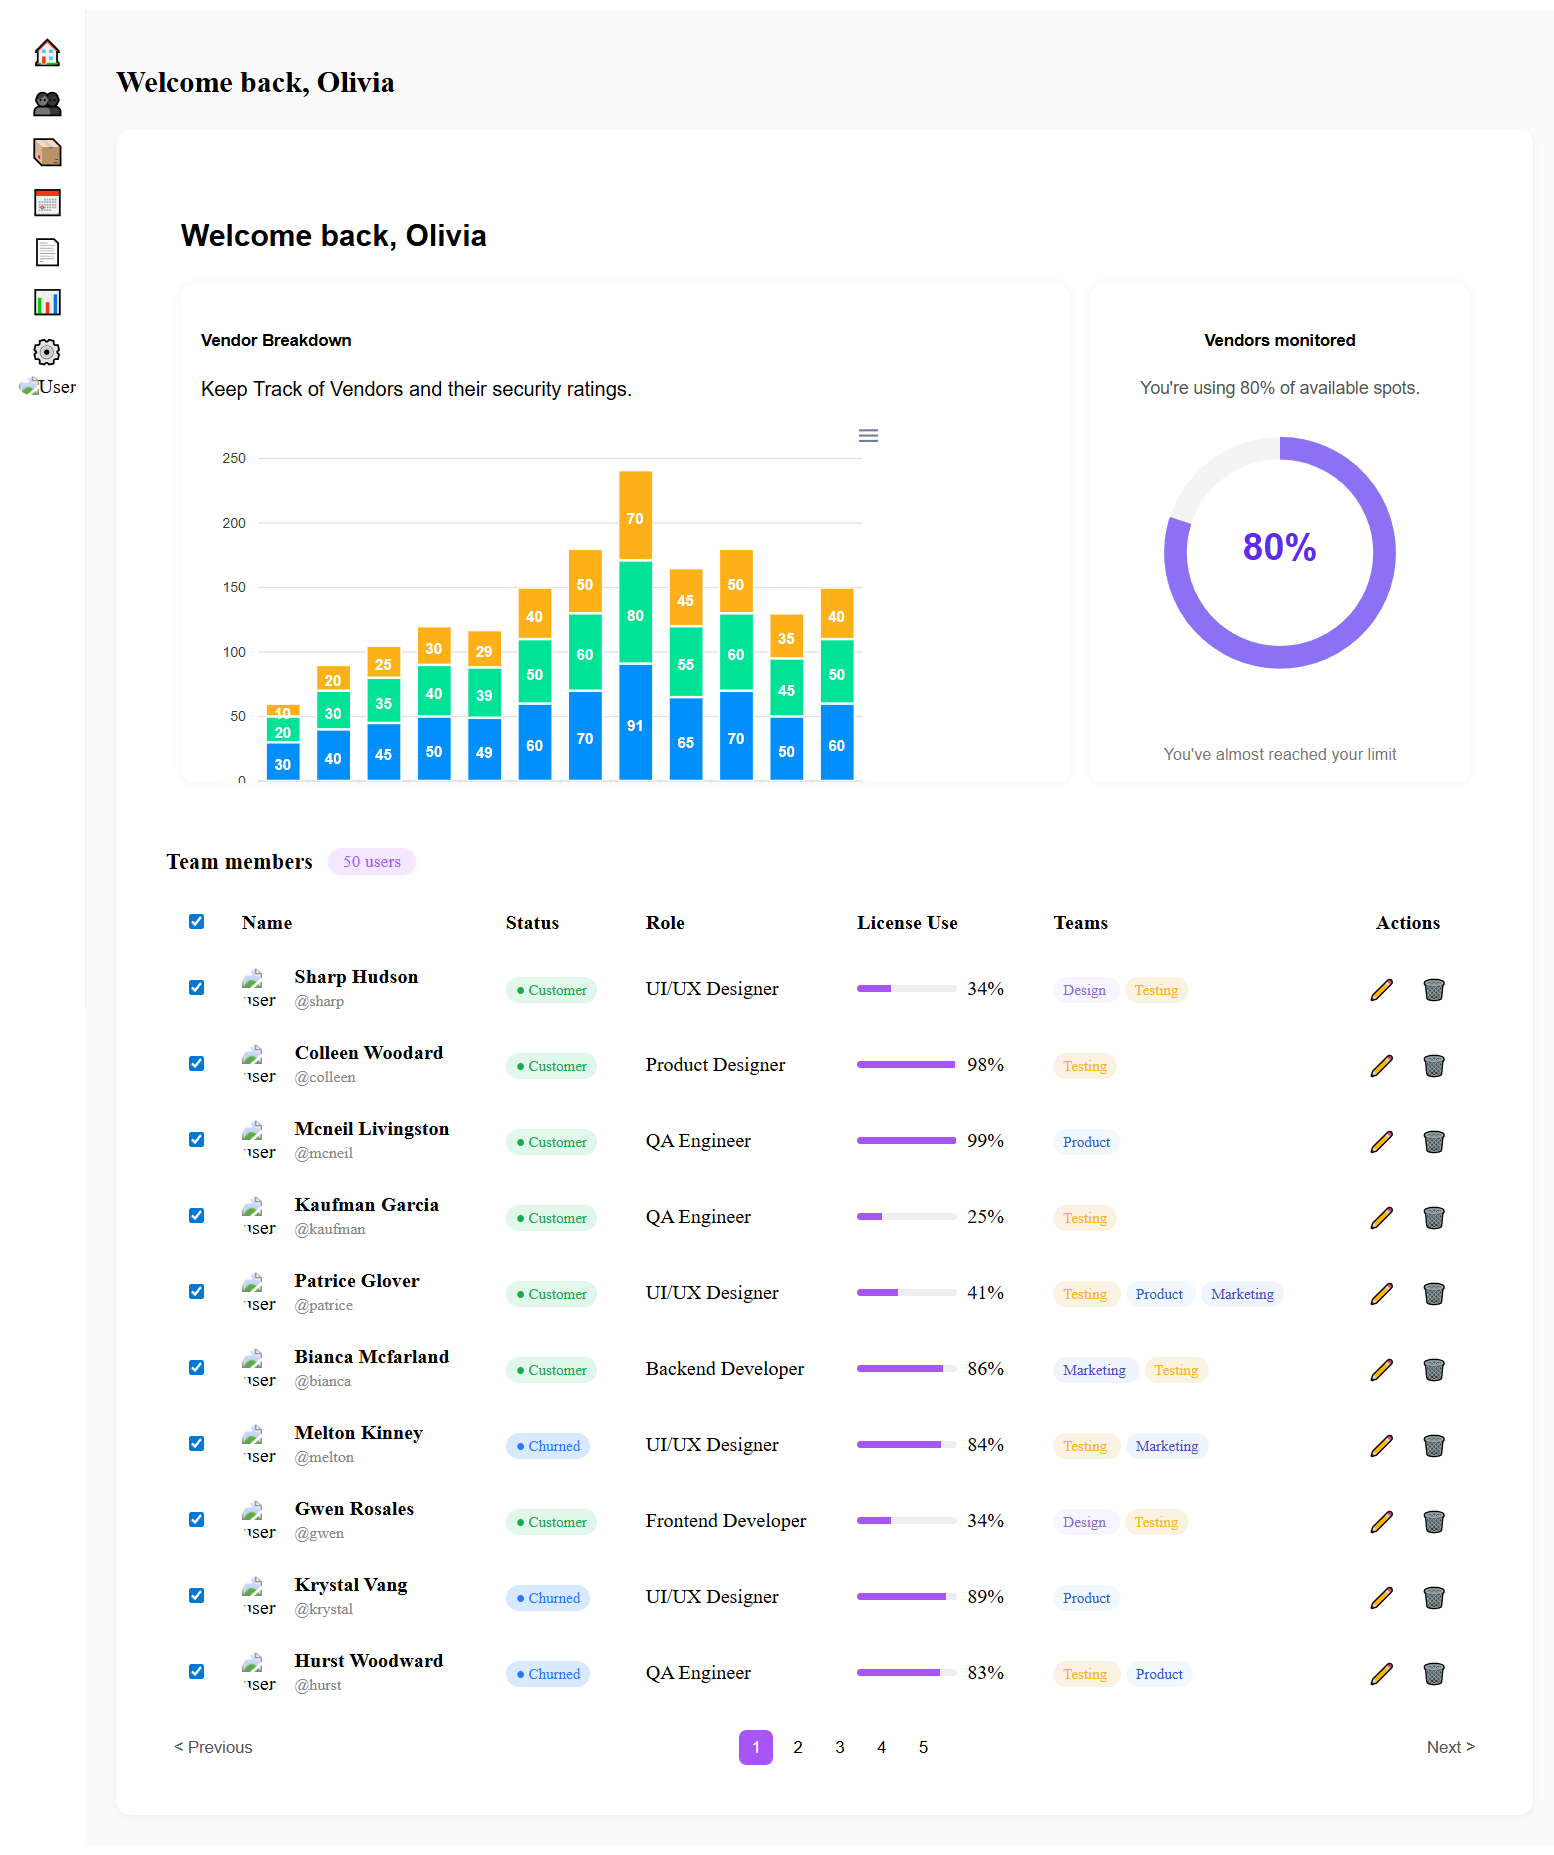 User
Welcome back, Olivia
Welcome back, Olivia
Vendor Breakdown
Keep Track of Vendors and their security ratings.
250
200
150
100
50
0
10 20 25 30 29 40 50 70 45 50 35 40
20 30 35 40 39 50 60 80 55 60 45 50
30 40 45 50 49 60 70 91 65 70 50 60
Vendors monitored
You're using 80% of available spots.
80%
You've almost reached your limit
Team members 50 users
Name Status Role License Use Teams Actions
user Sharp Hudson @sharp Customer UI/UX Designer 34% Design Testing
user Colleen Woodard @colleen Customer Product Designer 98% Testing
user Mcneil Livingston @mcneil Customer QA Engineer 99% Product
user Kaufman Garcia @kaufman Customer QA Engineer 25% Testing
user Patrice Glover @patrice Customer UI/UX Designer 41% Testing Product Marketing
user Bianca Mcfarland @bianca Customer Backend Developer 86% Marketing Testing
user Melton Kinney @melton Churned UI/UX Designer 84% Testing Marketing
user Gwen Rosales @gwen Customer Frontend Developer 34% Design Testing
user Krystal Vang @krystal Churned UI/UX Designer 89% Product
user Hurst Woodward @hurst Churned QA Engineer 83% Testing Product
< Previous 1 2 3 4 5 Next >